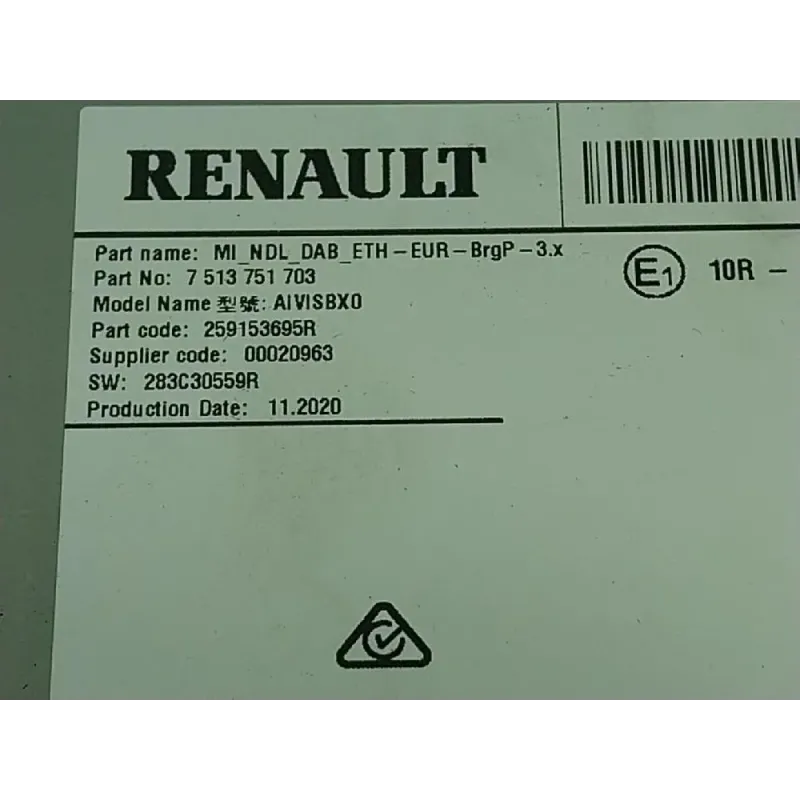 RENAULT
Part name: MI_NDL_DAB_ETH-EUR-BrgP-3.x
Part No: 7 513 751 703
Model Name 型號: AIVISBX0
Part code: 259153695R
Supplier code: 00020963
SW: 283C30559R
Production Date: 11.2020
E1 10R -